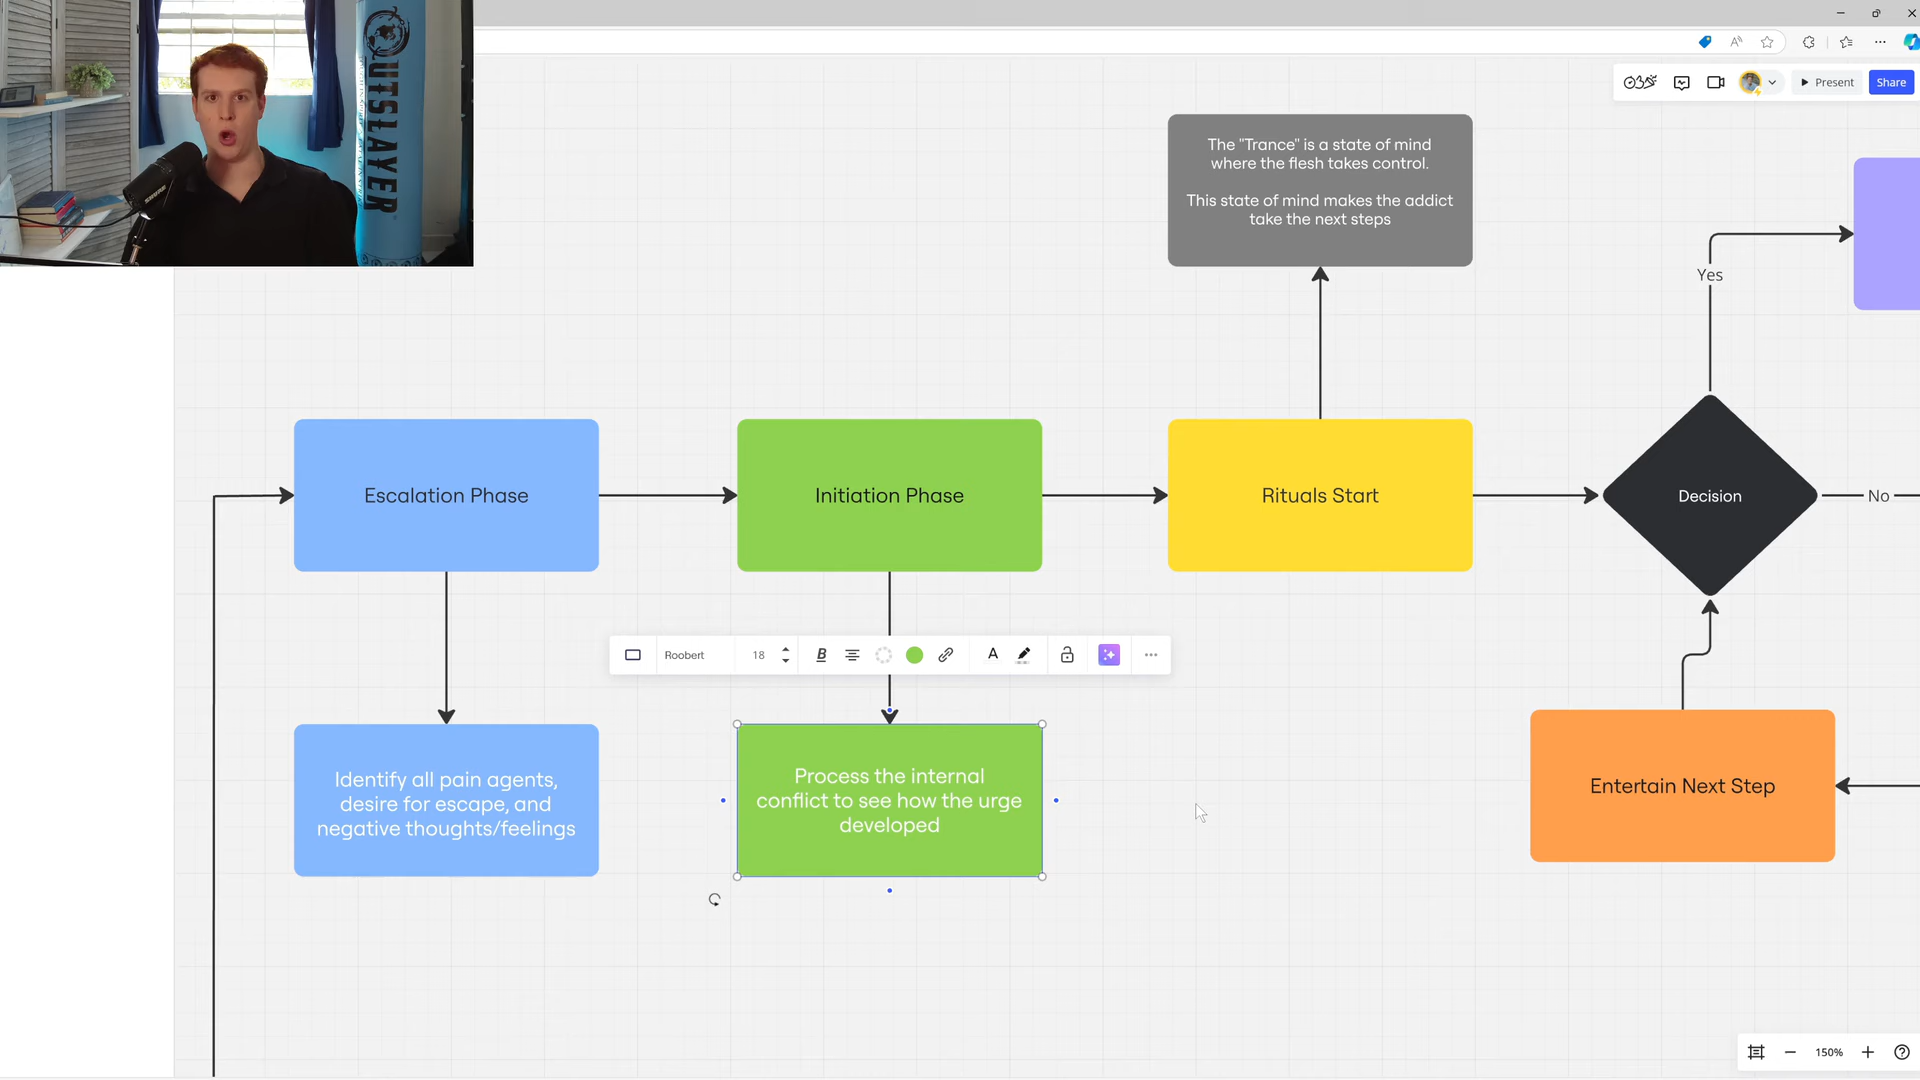 OUTSLAYER
SHURE
Present
Share
The "Trance" is a state of mind
where the flesh takes control.
This state of mind makes the addict
take the next steps
Yes
Escalation Phase
Initiation Phase
Rituals Start
Decision
No
Roobert
18
B
A
Identify all pain agents,
desire for escape, and
negative thoughts/feelings
Process the internal
conflict to see how the urge
developed
Entertain Next Step
150%